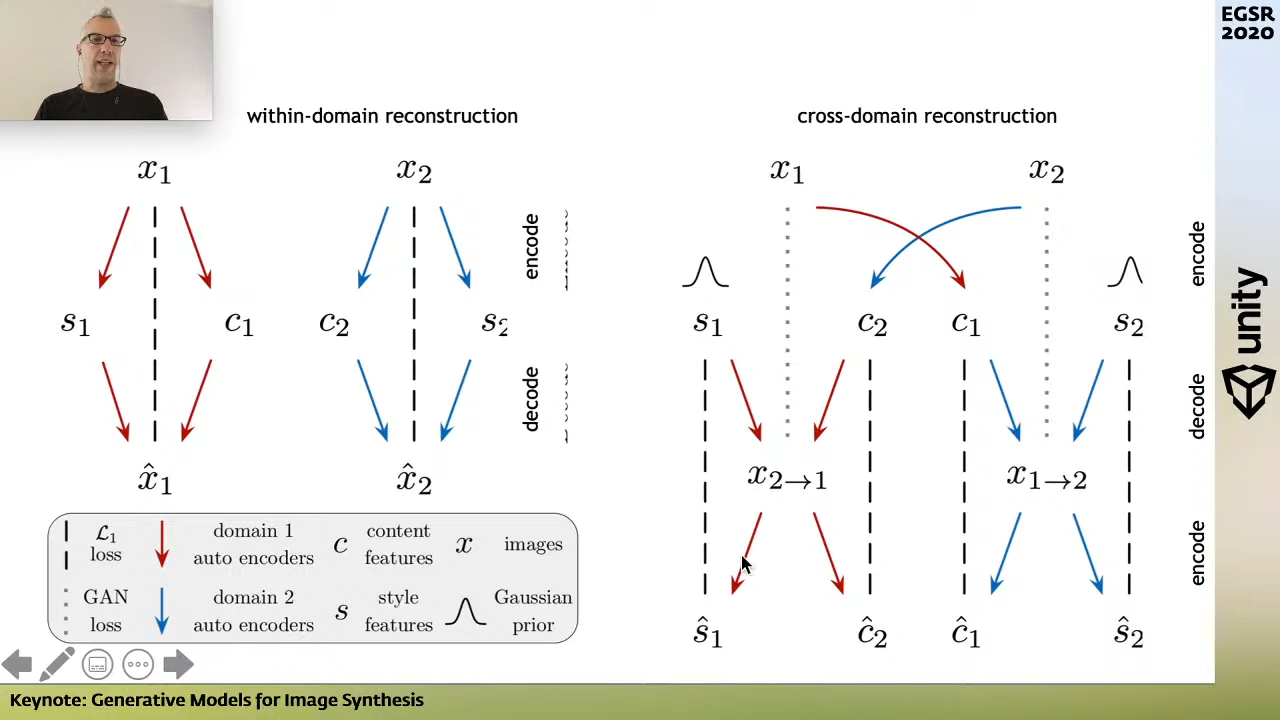 EGSR
2020
within-domain reconstruction
cross-domain reconstruction
x₁
x₂
x₁
x₂
encode
encode
s₁
c₁
c₂
s₂
s₁
c₂
c₁
s₂
unity
decode
decode
x̂₁
x̂₂
x₂→₁
x₁→₂
ℒ₁
loss
domain 1
auto encoders
c
content
features
x
images
GAN
loss
domain 2
auto encoders
s
style
features
Gaussian
prior
encode
ŝ₁
ĉ₂
ĉ₁
ŝ₂
Keynote: Generative Models for Image Synthesis